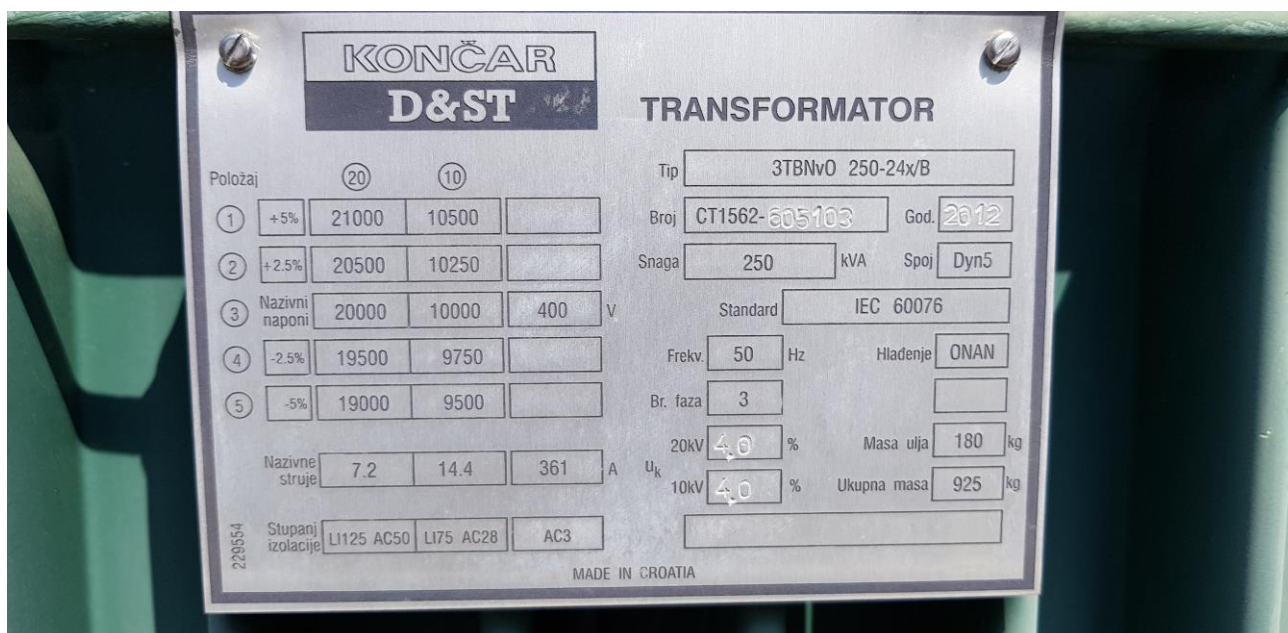 KONČAR
D&ST
TRANSFORMATOR
Položaj 20 10
1 +5% 21000 10500
2 +2.5% 20500 10250
3 Nazivni naponi 20000 10000 400 V
4 -2.5% 19500 9750
5 -5% 19000 9500
Nazivne struje 7.2 14.4 361 A
Stupanj izolacije LI125 AC50 LI75 AC28 AC3
229554
Tip 3TBNvO 250-24x/B
Broj CT1562-605103 God. 2012
Snaga 250 kVA Spoj Dyn5
Standard IEC 60076
Frekv. 50 Hz Hlađenje ONAN
Br. faza 3
uk 20kV 4.0 % Masa ulja 180 kg
10kV 4.0 % Ukupna masa 925 kg
MADE IN CROATIA